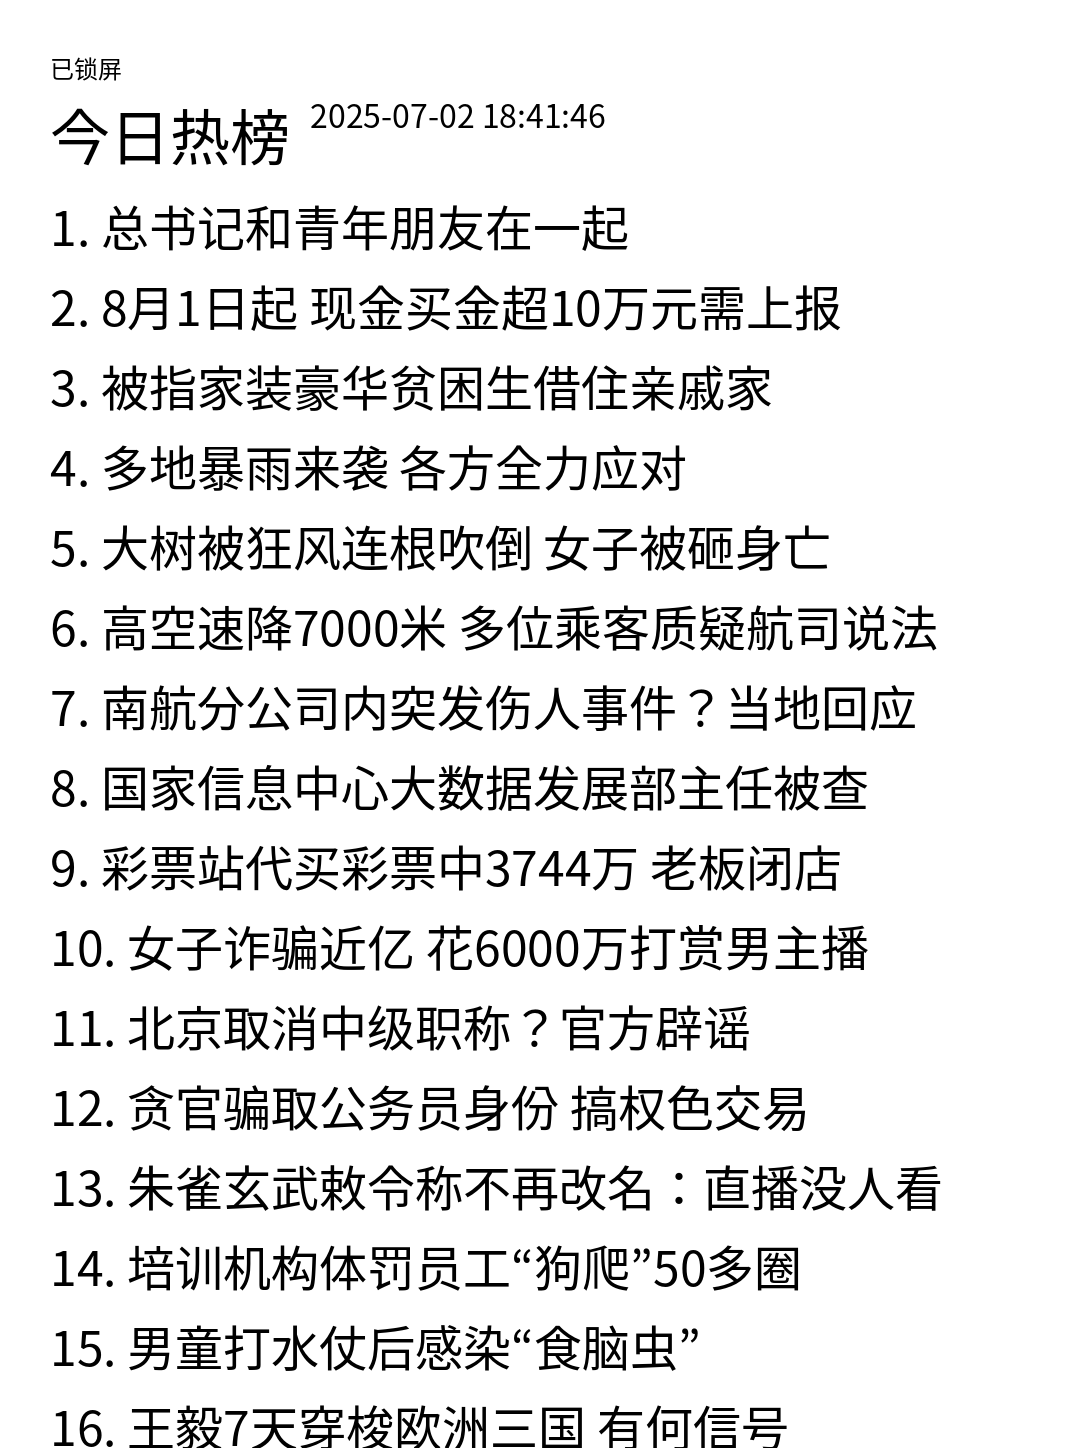 已锁屏
今日热榜 2025-07-02 18:41:46
1. 总书记和青年朋友在一起
2. 8月1日起 现金买金超10万元需上报
3. 被指家装豪华贫困生借住亲戚家
4. 多地暴雨来袭 各方全力应对
5. 大树被狂风连根吹倒 女子被砸身亡
6. 高空速降7000米 多位乘客质疑航司说法
7. 南航分公司内突发伤人事件？当地回应
8. 国家信息中心大数据发展部主任被查
9. 彩票站代买彩票中3744万 老板闭店
10. 女子诈骗近亿 花6000万打赏男主播
11. 北京取消中级职称？官方辟谣
12. 贪官骗取公务员身份 搞权色交易
13. 朱雀玄武敕令称不再改名：直播没人看
14. 培训机构体罚员工“狗爬”50多圈
15. 男童打水仗后感染“食脑虫”
16. 王毅7天穿梭欧洲三国 有何信号